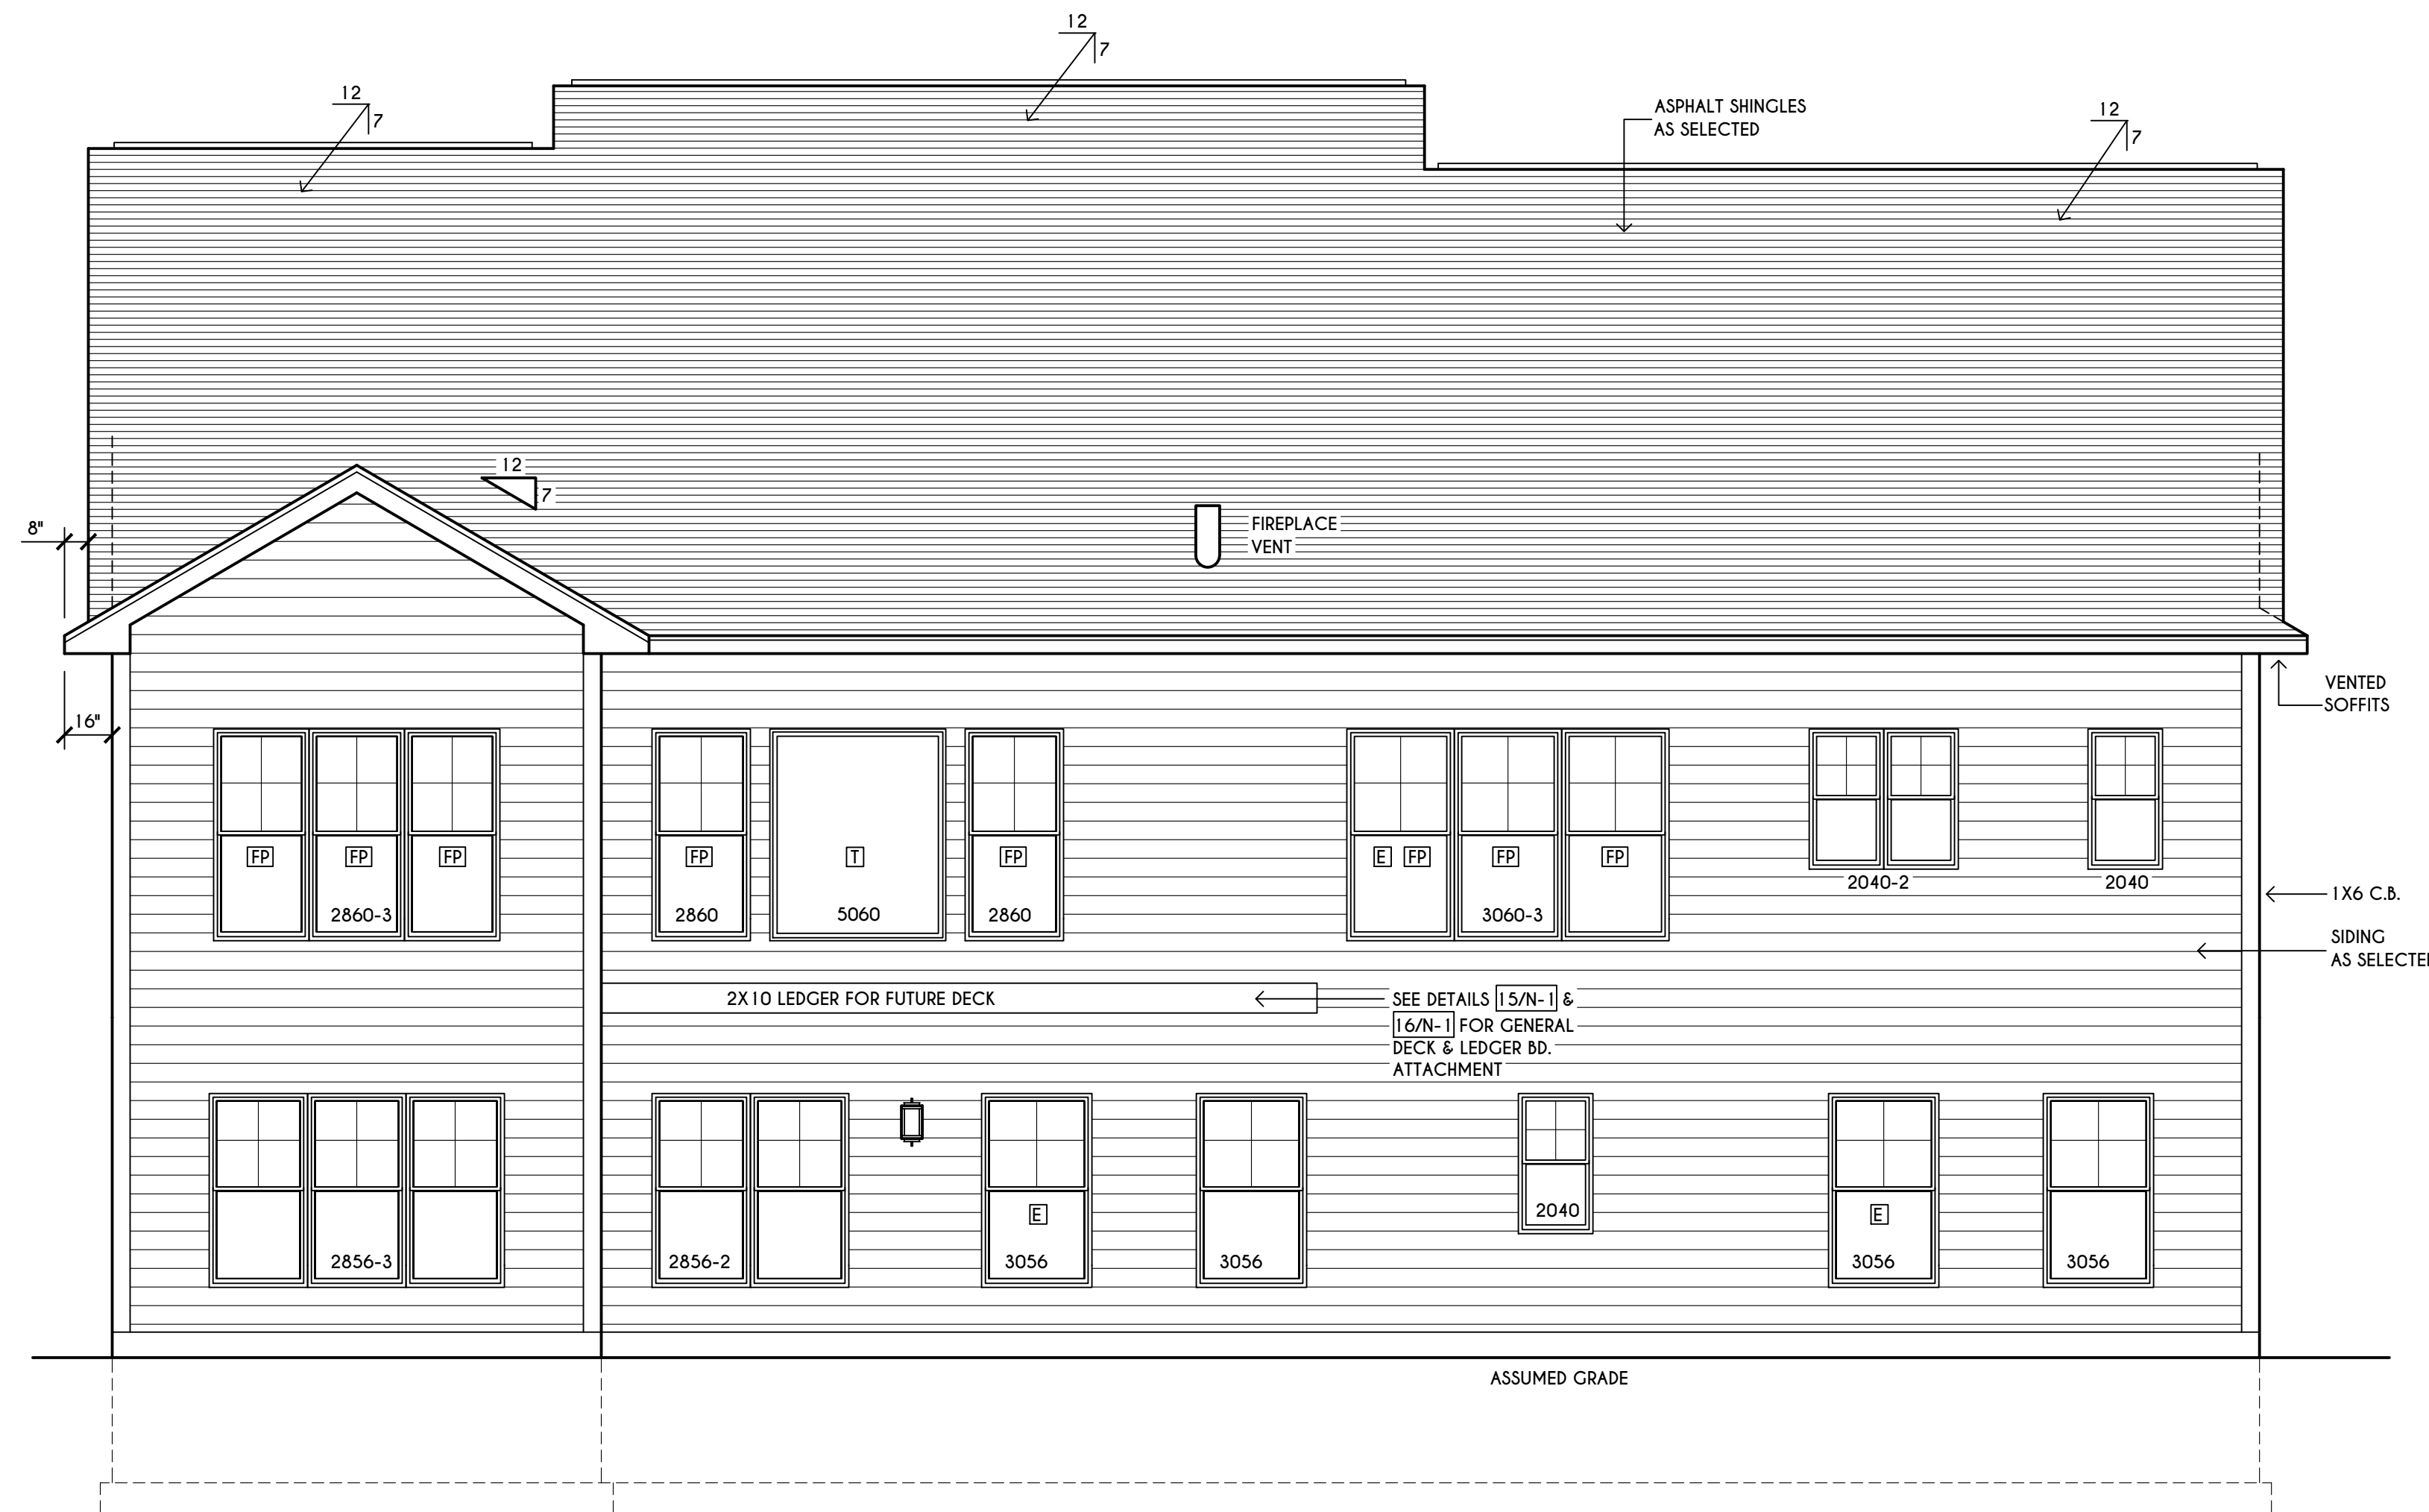 12
7
12
7
ASPHALT SHINGLES
AS SELECTED
12
7
12
7
8"
FIREPLACE
VENT
VENTED
SOFFITS
16"
FP
FP
FP
2860-3
FP
2860
T
5060
FP
2860
E
FP
FP
3060-3
FP
2040-2
2040
1X6 C.B.
SIDING
AS SELECTED
2X10 LEDGER FOR FUTURE DECK
SEE DETAILS 15/N-1 &
16/N-1 FOR GENERAL
DECK & LEDGER BD.
ATTACHMENT
2856-3
2856-2
E
3056
3056
2040
E
3056
3056
ASSUMED GRADE